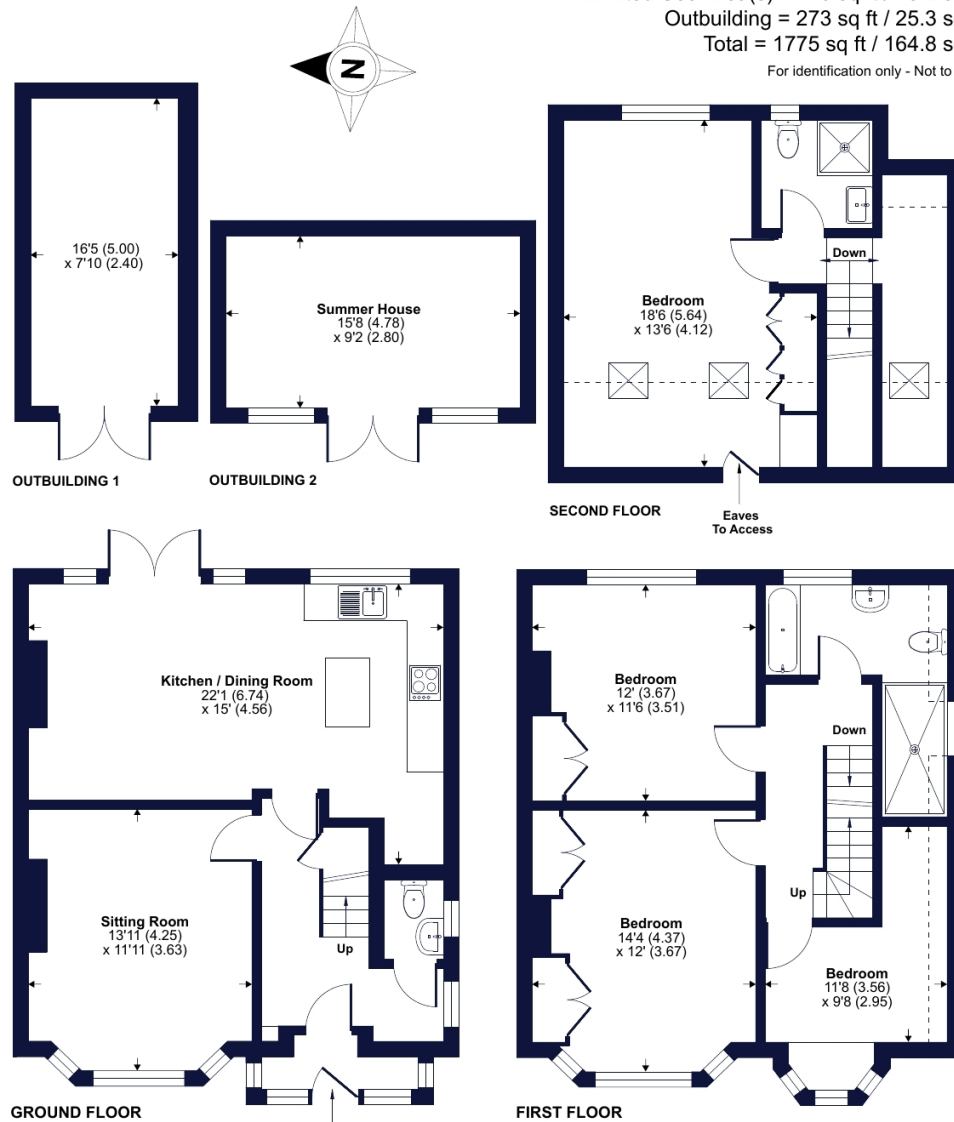 Outbuilding = 273 sq ft / 25.3 s
Total = 1775 sq ft / 164.8 s
For identification only - Not to
N
16'5 (5.00)
x 7'10 (2.40)
OUTBUILDING 1
Summer House
15'8 (4.78)
x 9'2 (2.80)
OUTBUILDING 2
Bedroom
18'6 (5.64)
x 13'6 (4.12)
Down
SECOND FLOOR
Eaves
To Access
Kitchen / Dining Room
22'1 (6.74)
x 15' (4.56)
Sitting Room
13'11 (4.25)
x 11'11 (3.63)
Up
GROUND FLOOR
Bedroom
12' (3.67)
x 11'6 (3.51)
Down
Up
Bedroom
14'4 (4.37)
x 12' (3.67)
Bedroom
11'8 (3.56)
x 9'8 (2.95)
FIRST FLOOR